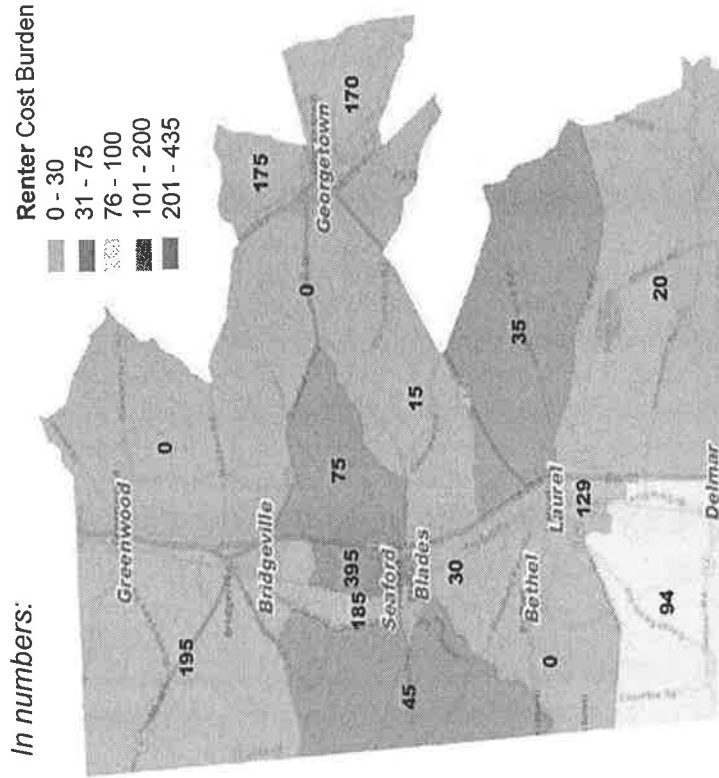 In numbers:
Renter Cost Burden
0 - 30
31 - 75
76 - 100
101 - 200
201 - 435
Greenwood
195
0
175
Bridgeville
Georgetown
170
0
75
185
395
15
Seaford
Blades
45
30
35
Bethel
Laurel
0
129
20
94
Delmar